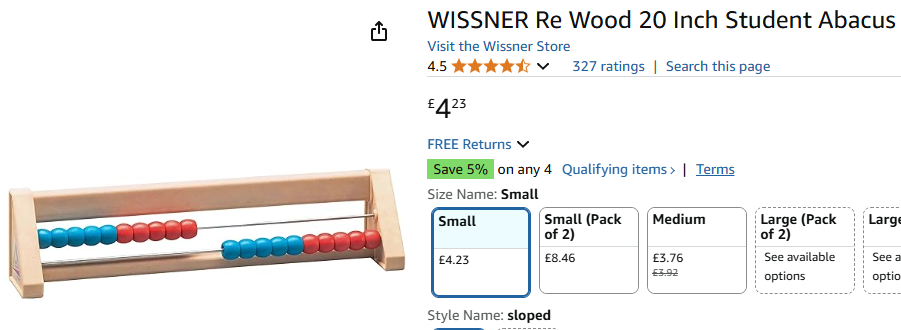 WISSNER Re Wood 20 Inch Student Abacus
Visit the Wissner Store
4.5 327 ratings | Search this page
£4 23
FREE Returns
Save 5% on any 4 Qualifying items › | Terms
Size Name: Small
Small
£4.23
Small (Pack
of 2)
£8.46
Medium
£3.76
£3.92
Large (Pack
of 2)
See available
options
Large
See a
optio
Style Name: sloped